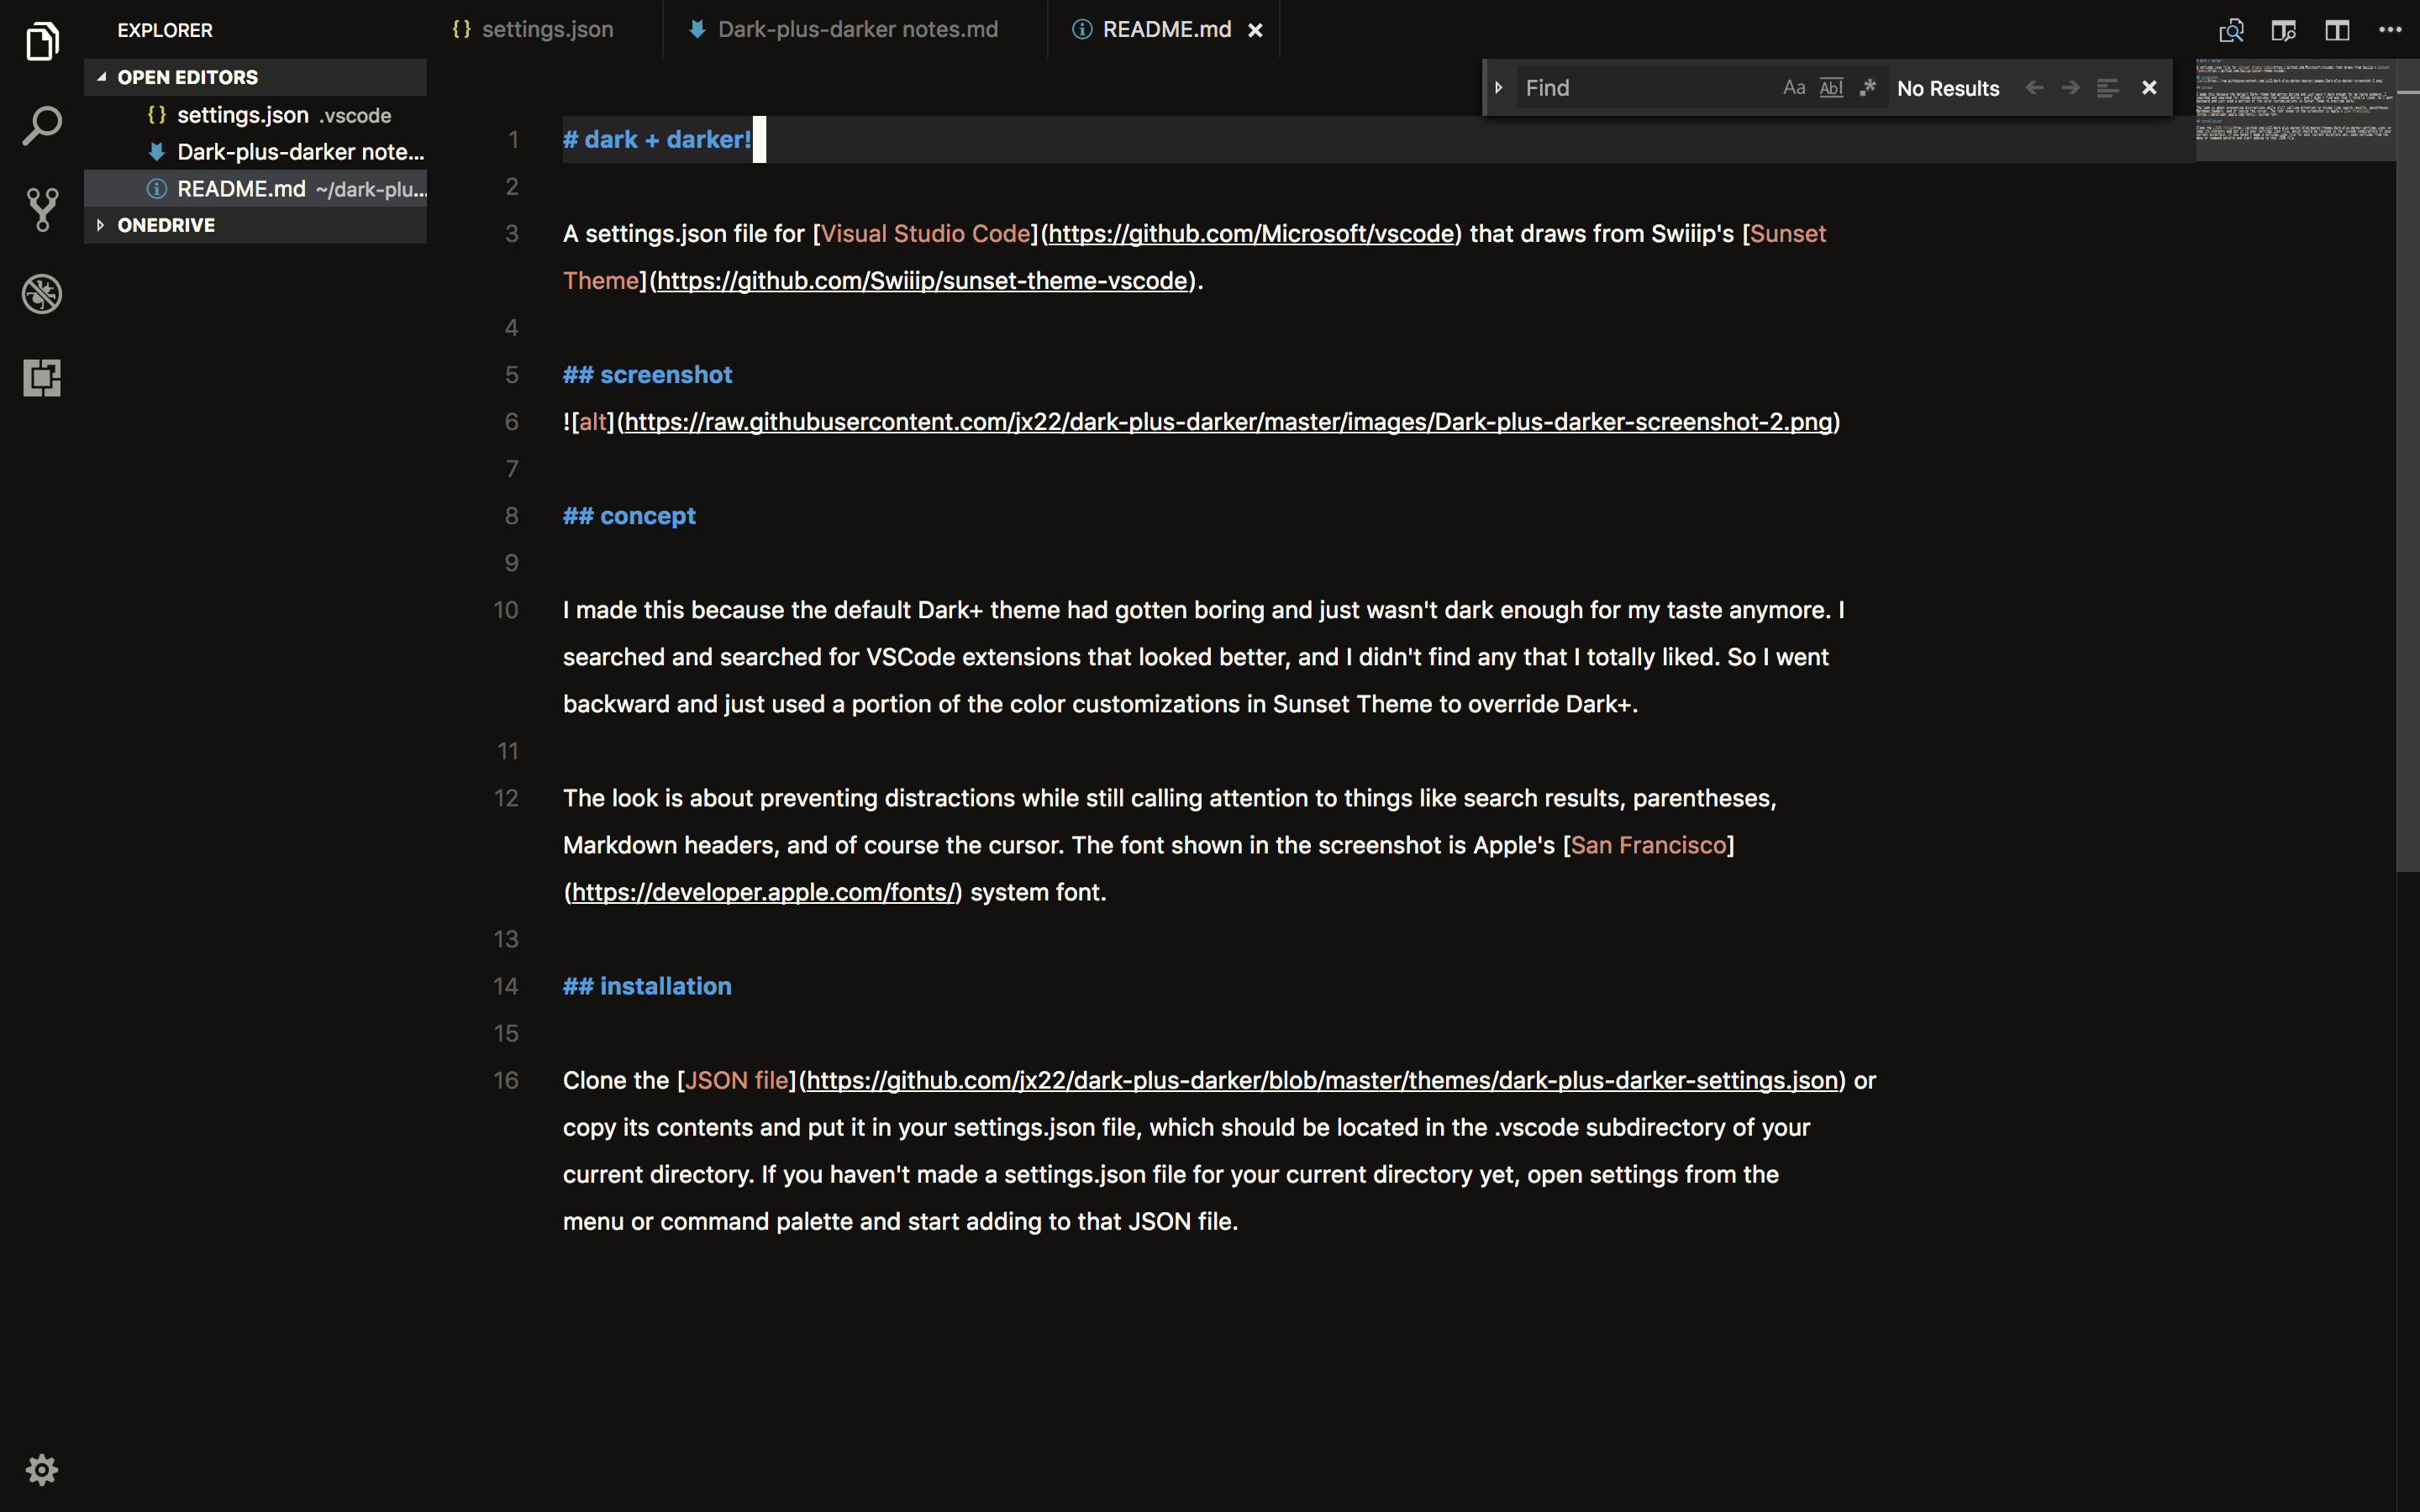 EXPLORER
{} settings.json
Dark-plus-darker notes.md
README.md
OPEN EDITORS
{} settings.json .vscode
Dark-plus-darker note...
README.md ~/dark-plu...
ONEDRIVE
Find
Aa Abl .*
No Results
1 # dark + darker!
2
3 A settings.json file for [Visual Studio Code](https://github.com/Microsoft/vscode) that draws from Swiiip's [Sunset
Theme](https://github.com/Swiiip/sunset-theme-vscode).
4
5 ## screenshot
6 ![alt](https://raw.githubusercontent.com/jx22/dark-plus-darker/master/images/Dark-plus-darker-screenshot-2.png)
7
8 ## concept
9
10 I made this because the default Dark+ theme had gotten boring and just wasn't dark enough for my taste anymore. I
searched and searched for VSCode extensions that looked better, and I didn't find any that I totally liked. So I went
backward and just used a portion of the color customizations in Sunset Theme to override Dark+.
11
12 The look is about preventing distractions while still calling attention to things like search results, parentheses,
Markdown headers, and of course the cursor. The font shown in the screenshot is Apple's [San Francisco]
(https://developer.apple.com/fonts/) system font.
13
14 ## installation
15
16 Clone the [JSON file](https://github.com/jx22/dark-plus-darker/blob/master/themes/dark-plus-darker-settings.json) or
copy its contents and put it in your settings.json file, which should be located in the .vscode subdirectory of your
current directory. If you haven't made a settings.json file for your current directory yet, open settings from the
menu or command palette and start adding to that JSON file.